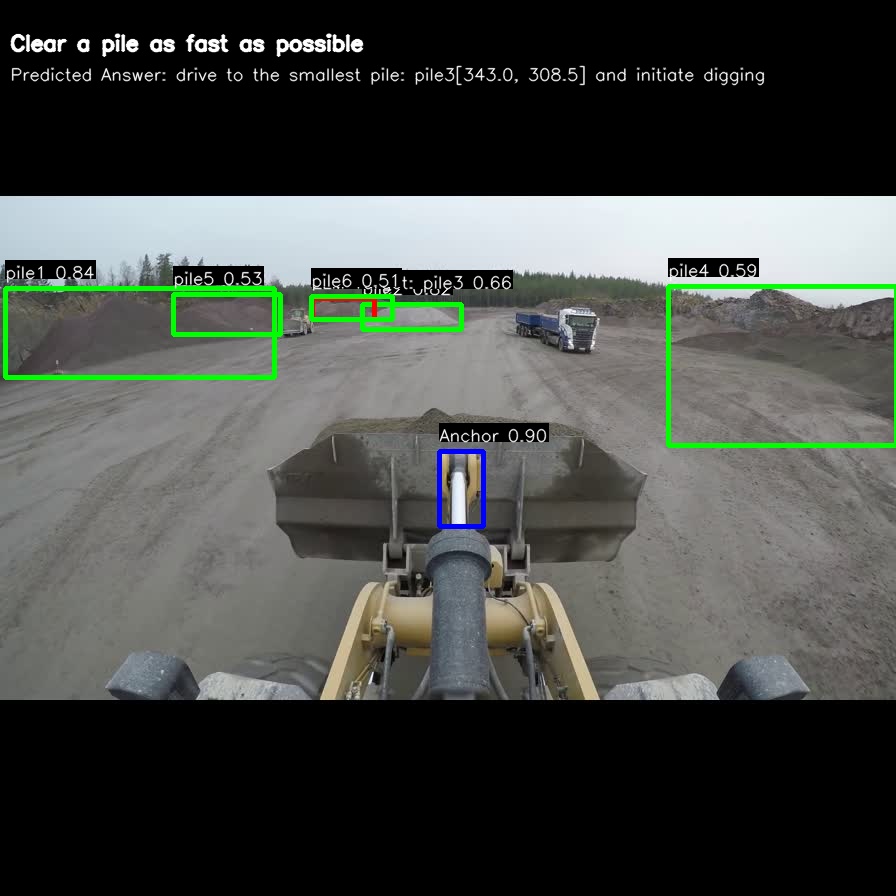 Clear a pile as fast as possible
Predicted Answer: drive to the smallest pile: pile3[343.0, 308.5] and initiate digging
pile4 0.59
pile1 0.84
pile5 0.53
pile6 0.51
t: pile3 0.66
Anchor 0.90